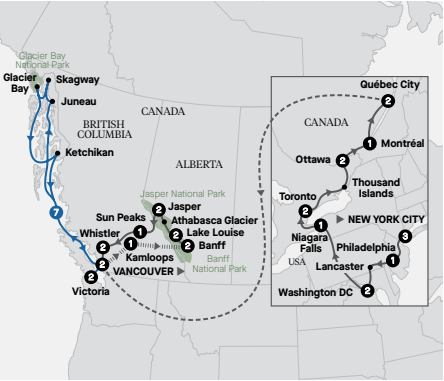 Glacier Bay
National Park
Glacier
Bay
Skagway
Juneau
Ketchikan
CANADA
BRITISH
COLUMBIA
ALBERTA
7
Jasper National Park
2
Jasper
Athabasca Glacier
Sun Peaks
1
2
Lake Louise
Whistler
2
1
2
Banff
Kamloops
2
VANCOUVER
Banff
National Park
2
Victoria
Québec City
2
CANADA
1
Montréal
Ottawa
2
Thousand
Islands
Toronto
2
NEW YORK CITY
1
Niagara
Falls
3
Philadelphia
USA
Lancaster
1
Washington DC
2